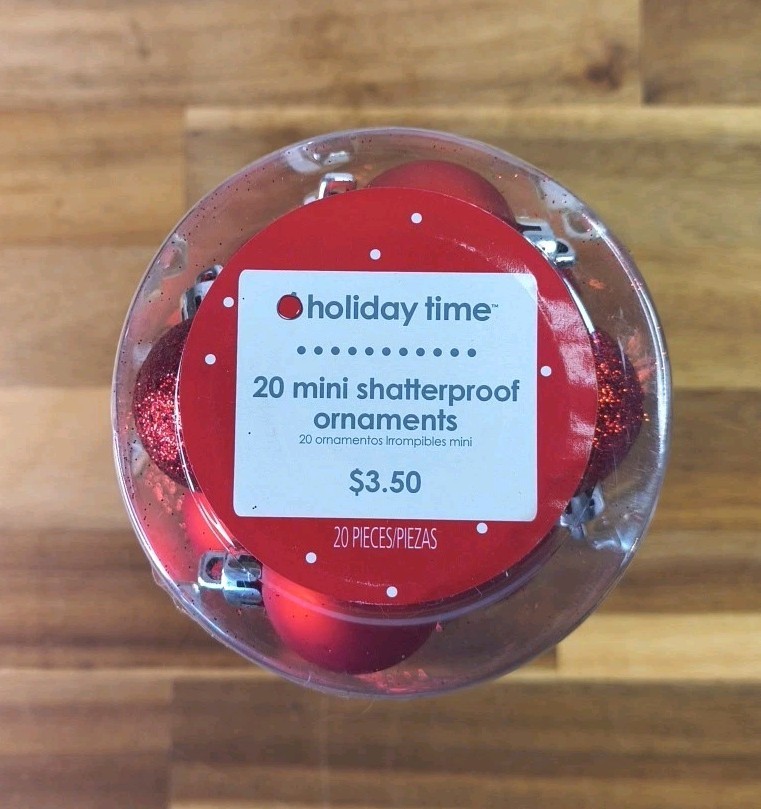 holiday time™
20 mini shatterproof
ornaments
20 ornamentos Irrompibles mini
$3.50
20 PIECES/PIEZAS